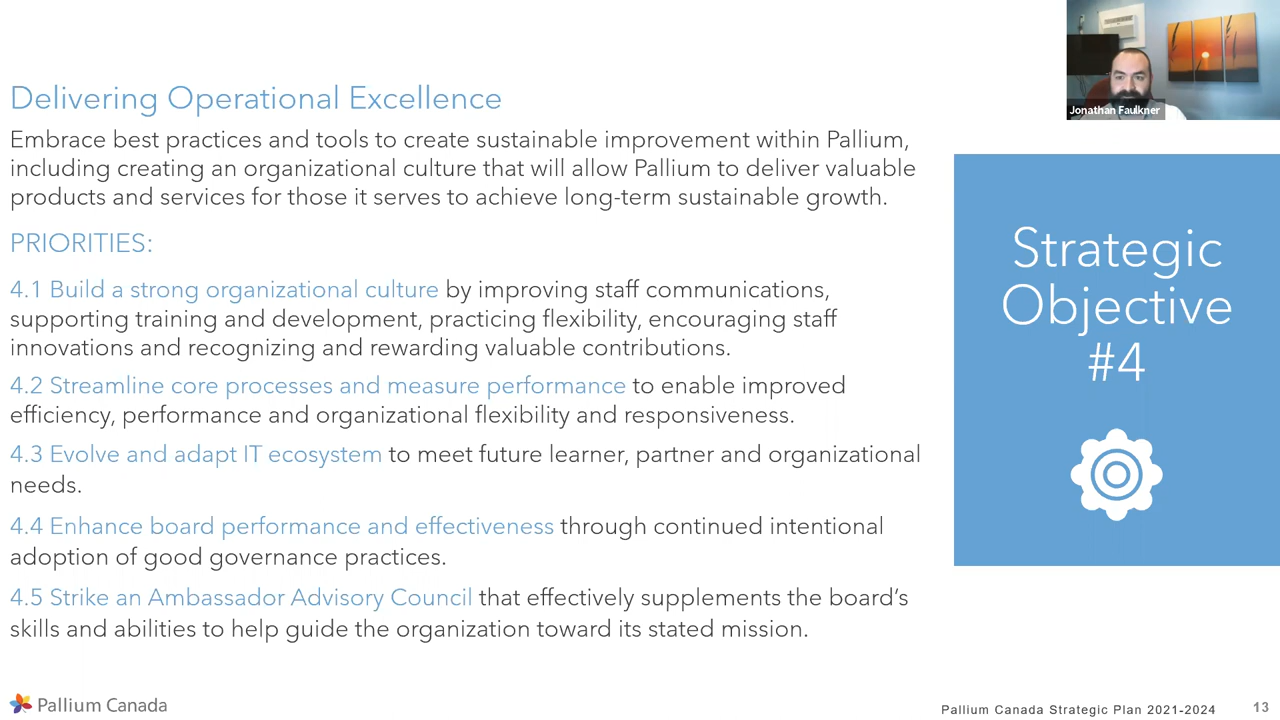 Delivering Operational Excellence
Embrace best practices and tools to create sustainable improvement within Pallium,
including creating an organizational culture that will allow Pallium to deliver valuable
products and services for those it serves to achieve long-term sustainable growth.
PRIORITIES:
4.1 Build a strong organizational culture by improving staff communications,
supporting training and development, practicing flexibility, encouraging staff
innovations and recognizing and rewarding valuable contributions.
4.2 Streamline core processes and measure performance to enable improved
efficiency, performance and organizational flexibility and responsiveness.
4.3 Evolve and adapt IT ecosystem to meet future learner, partner and organizational
needs.
4.4 Enhance board performance and effectiveness through continued intentional
adoption of good governance practices.
4.5 Strike an Ambassador Advisory Council that effectively supplements the board's
skills and abilities to help guide the organization toward its stated mission.
Jonathan Faulkner
Strategic
Objective
#4
Pallium Canada
Pallium Canada Strategic Plan 2021-2024
13